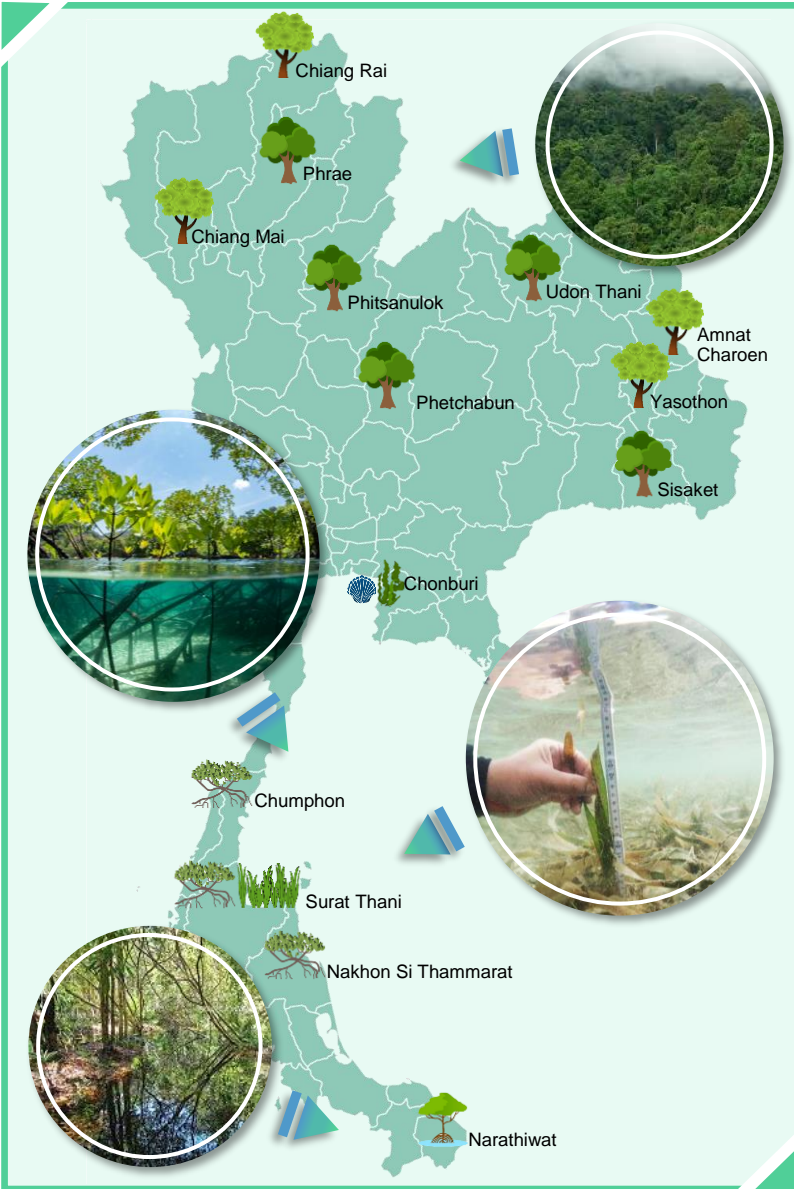 Chiang Rai
Phrae
Chiang Mai
Phitsanulok
Udon Thani
Amnat
Charoen
Phetchabun
Yasothon
Sisaket
Chonburi
Chumphon
Surat Thani
Nakhon Si Thammarat
Narathiwat